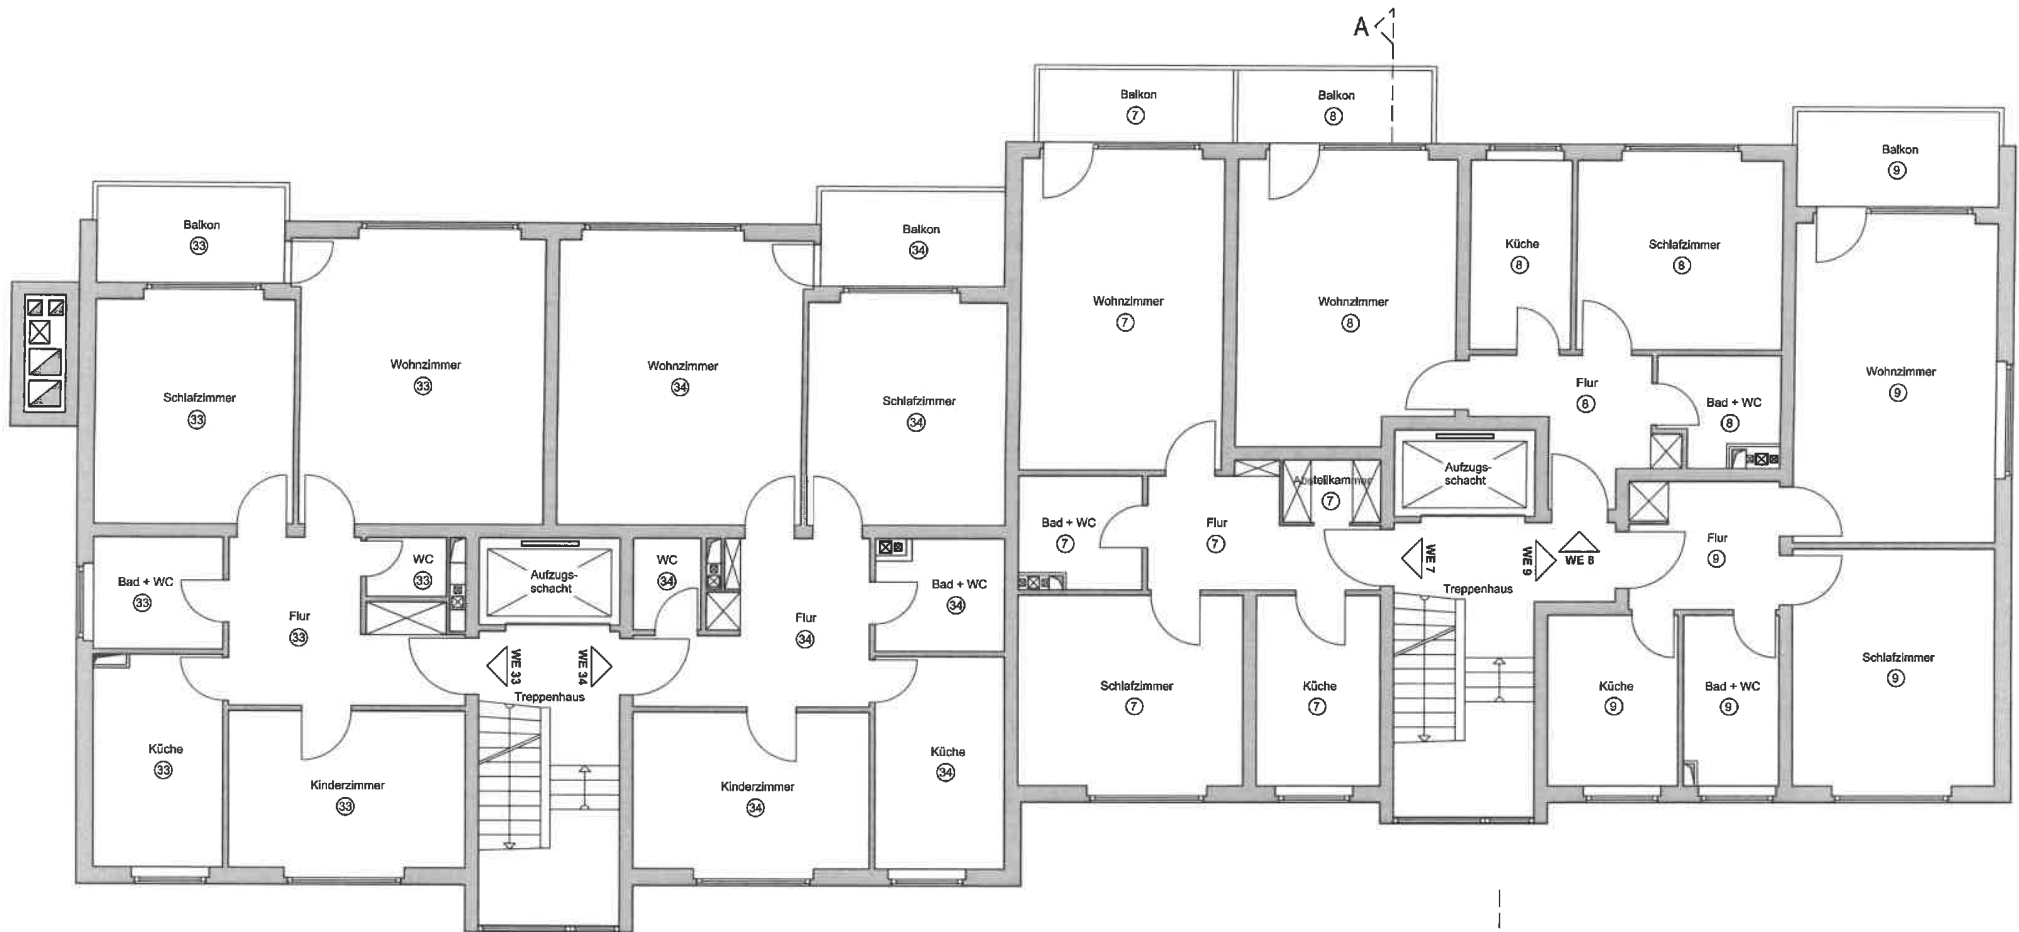 A
Balkon
7
Balkon
8
Balkon
9
Balkon
33
Balkon
34
Küche
8
Schlafzimmer
8
Wohnzimmer
7
Wohnzimmer
8
Wohnzimmer
33
Wohnzimmer
34
Wohnzimmer
9
Schlafzimmer
33
Schlafzimmer
34
Flur
8
Bad + WC
8
Aufzugs-
schacht
Abstellkammer
7
Bad + WC
7
Flur
7
WE 7
WE 9
WE 8
Treppenhaus
Flur
9
Bad + WC
33
WC
33
Aufzugs-
schacht
WC
34
Bad + WC
34
Flur
33
Flur
34
WE 33
WE 34
Treppenhaus
Schlafzimmer
7
Küche
7
Küche
9
Bad + WC
9
Schlafzimmer
9
Küche
33
Kinderzimmer
33
Kinderzimmer
34
Küche
34